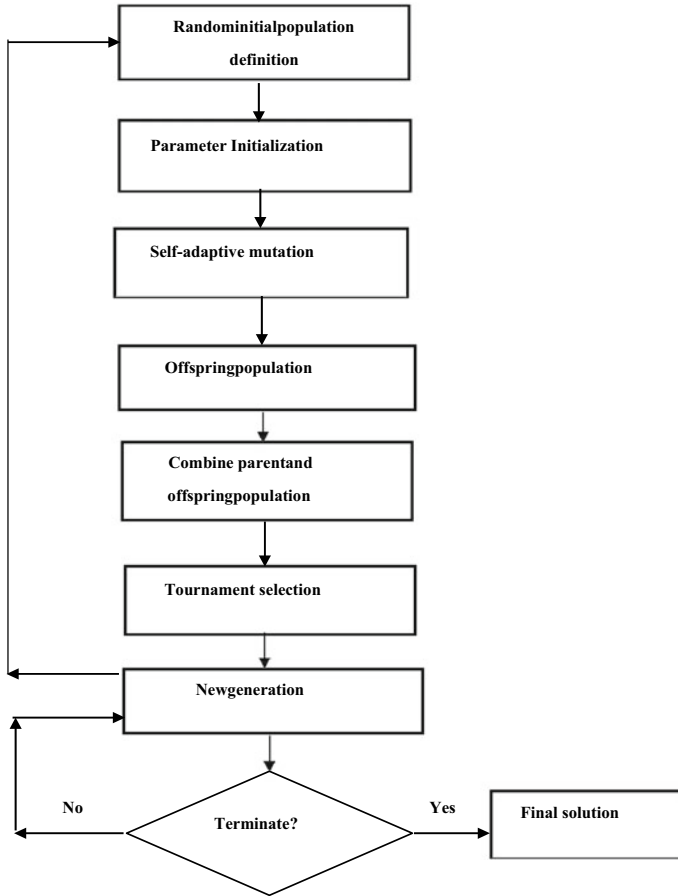 Randominitialpopulation
definition
Parameter Initialization
Self-adaptive mutation
Offspringpopulation
Combine parentand
offspringpopulation
Tournament selection
Newgeneration
No
Terminate?
Yes
Final solution